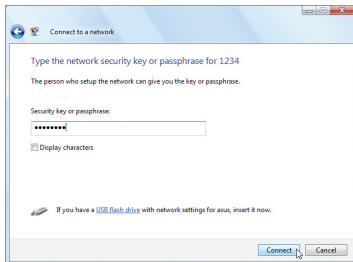 Connect to a network
Type the network security key or passphrase for 1234
The person who setup the network can give you the key or passphrase.
Security key or passphrase:
••••••••
Display characters
If you have a USB flash drive with network settings for asus, insert it now.
Connect
Cancel